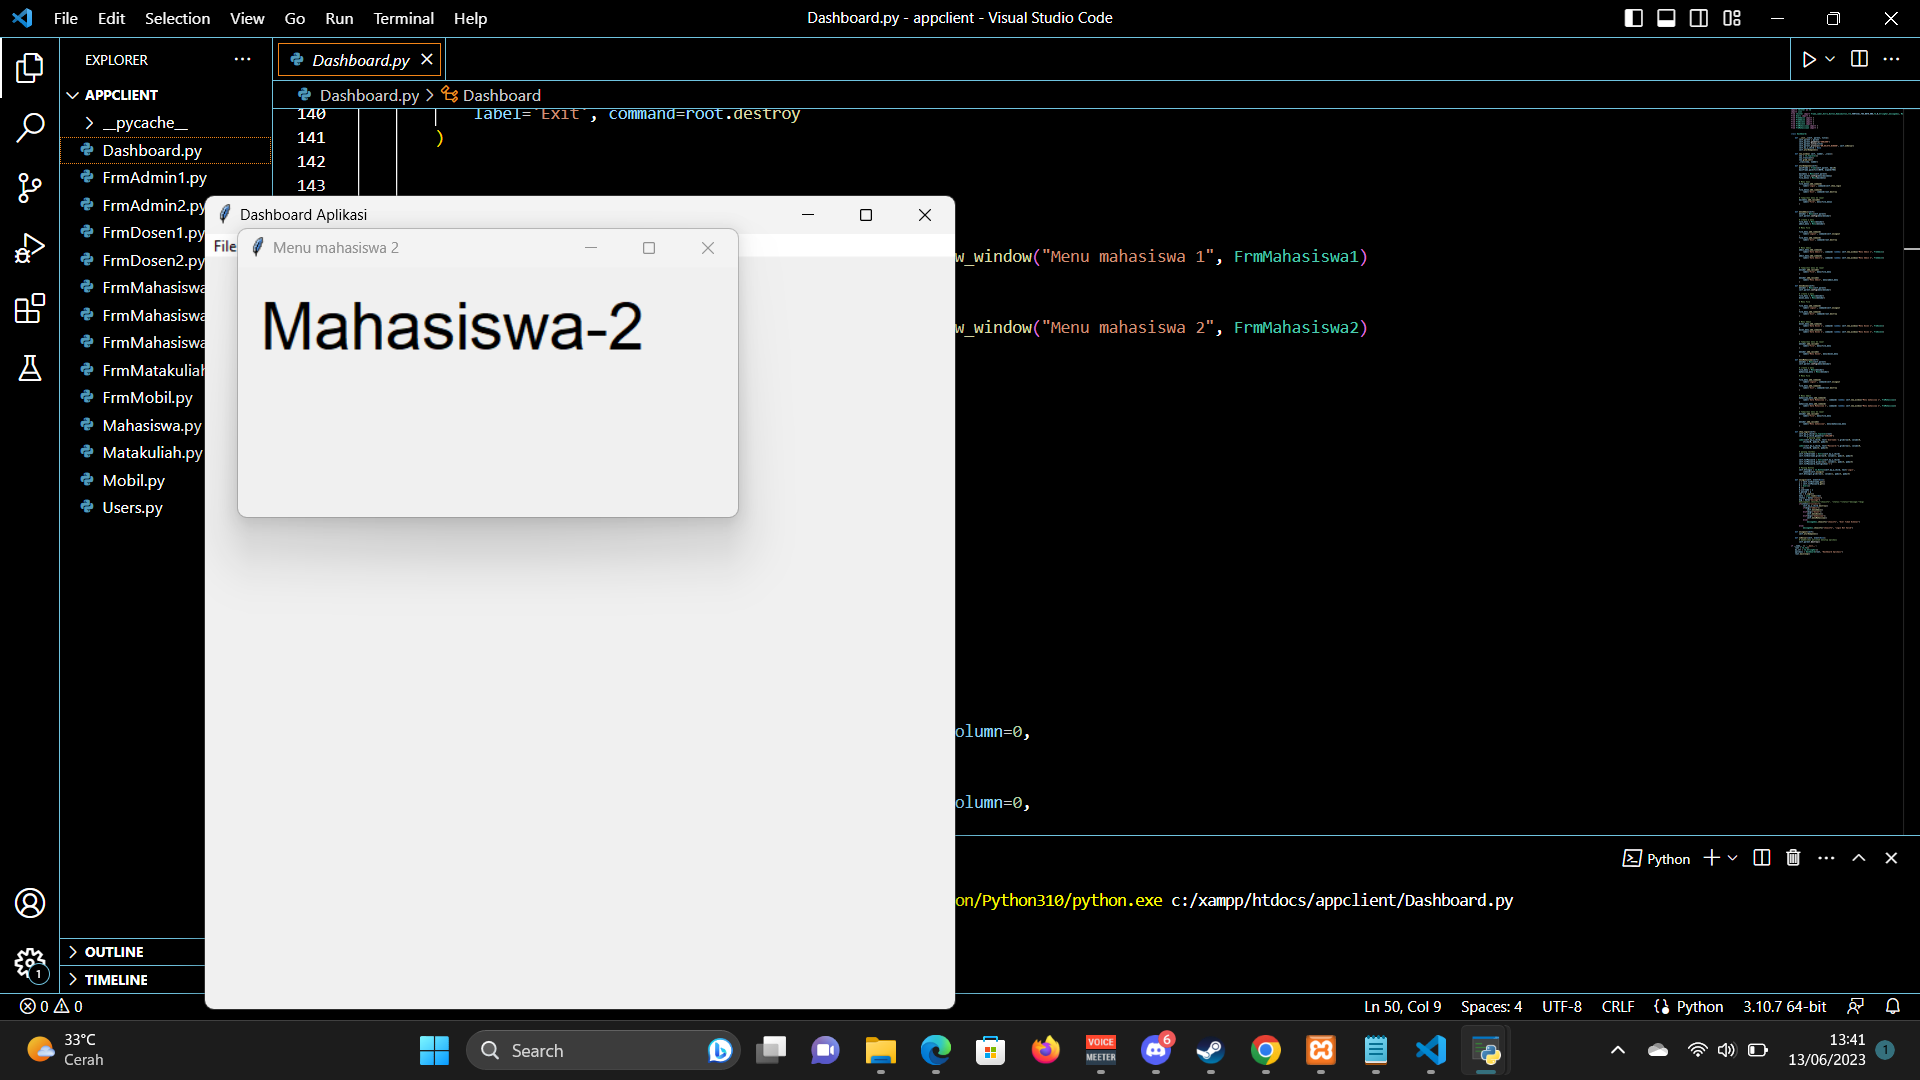 File Edit Selection View Go Run Terminal Help
Dashboard.py - appclient - Visual Studio Code
EXPLORER
Dashboard.py
APPCLIENT
Dashboard.py > Dashboard
__pycache__
Dashboard.py
FrmAdmin1.py
FrmAdmin2.py
FrmDosen1.py
FrmDosen2.py
FrmMahasiswa
FrmMahasiswa
FrmMahasiswa
FrmMatakuliah
FrmMobil.py
Mahasiswa.py
Matakuliah.py
Mobil.py
Users.py
OUTLINE
TIMELINE
140 label='Exit', command=root.destroy
141 )
142
143
w_window("Menu mahasiswa 1", FrmMahasiswa1)
w_window("Menu mahasiswa 2", FrmMahasiswa2)
olumn=0,
olumn=0,
Dashboard Aplikasi
File
Menu mahasiswa 2
Mahasiswa-2
Python
on/Python310/python.exe c:/xampp/htdocs/appclient/Dashboard.py
1
0 0
Ln 50, Col 9 Spaces: 4 UTF-8 CRLF Python 3.10.7 64-bit
33°C
Cerah
Search
VOICE
MEETER
6
13:41
13/06/2023
1